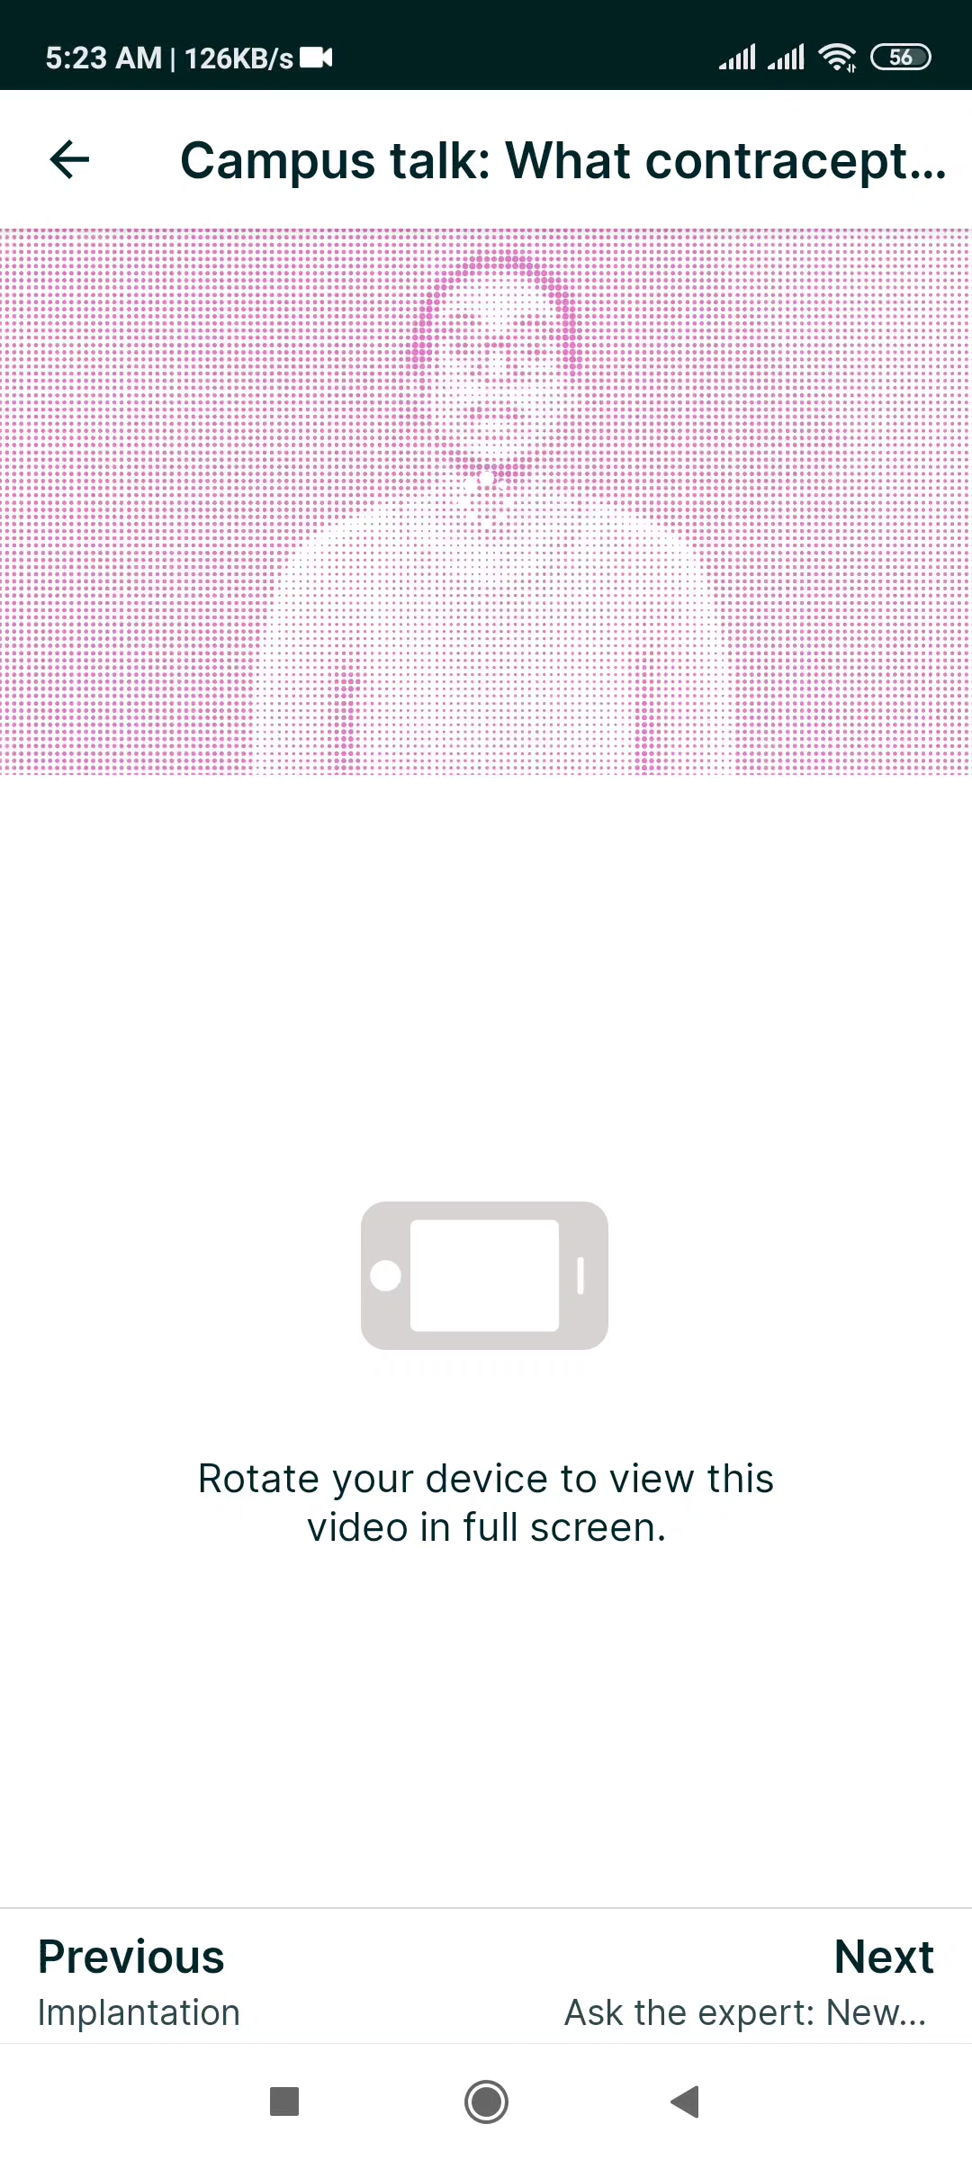 5:23 AM | 126KB/s
56
Campus talk: What contracept...
Rotate your device to view this
video in full screen.
Previous
Next
Implantation
Ask the expert: New...